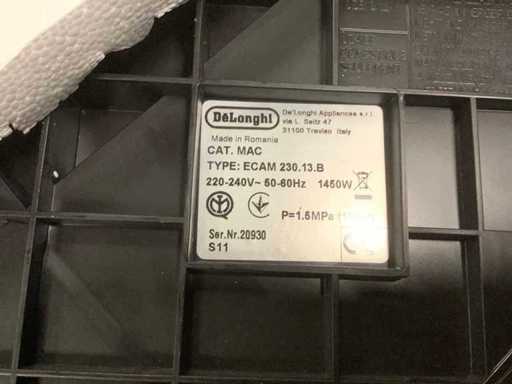 DeLonghi
De'Longhi Appliances s.r.l.
via L. Seitz 47
31100 Treviso Italy
Made in Romania
CAT. MAC
TYPE: ECAM 230.13.B
220-240V~ 50-60Hz 1450W
P=1.5MPa
Ser.Nr.20930
S11